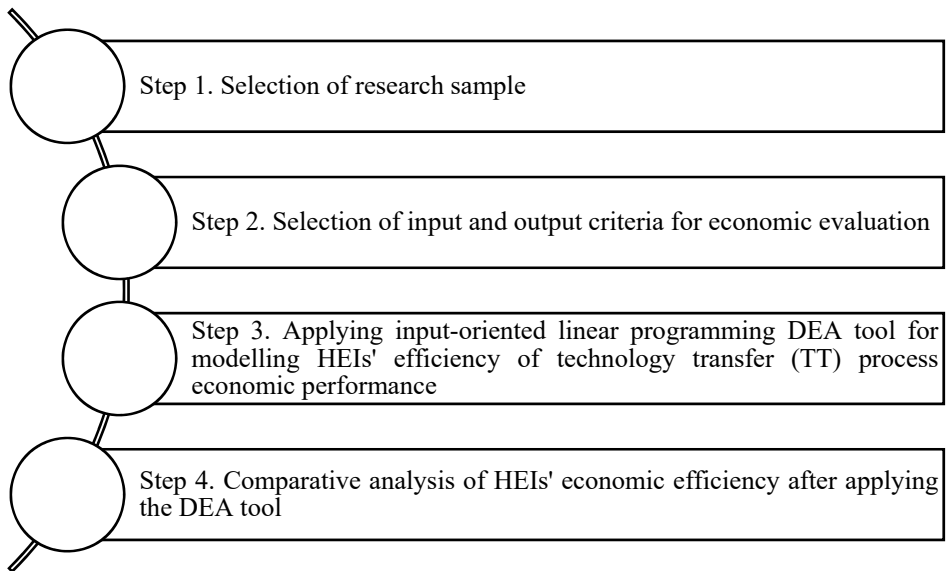 Step 1. Selection of research sample
Step 2. Selection of input and output criteria for economic evaluation
Step 3. Applying input-oriented linear programming DEA tool for
modelling HEIs' efficiency of technology transfer (TT) process
economic performance
Step 4. Comparative analysis of HEIs' economic efficiency after applying
the DEA tool